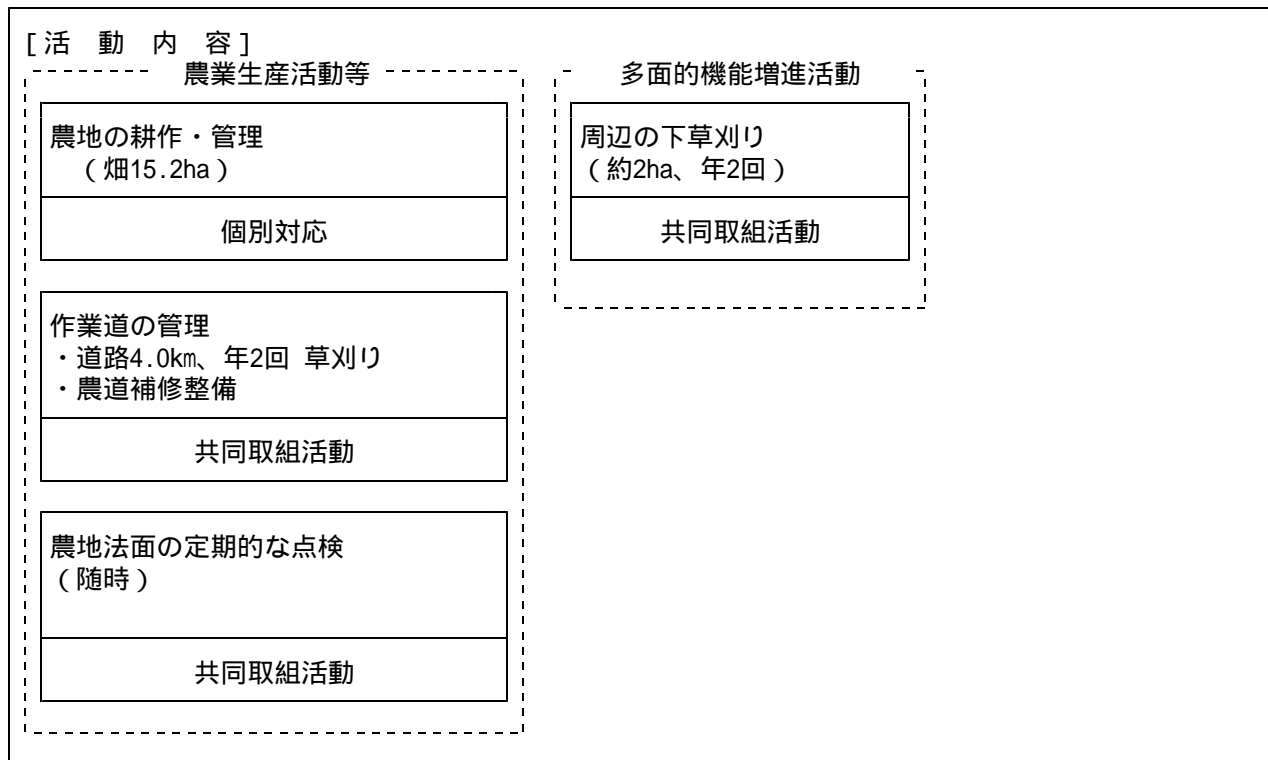 [活 動 内 容]
農業生産活動等
農地の耕作・管理
（畑15.2ha）
個別対応
作業道の管理
・道路4.0km、年2回 草刈り
・農道補修整備
共同取組活動
農地法面の定期的な点検
（随時）
共同取組活動
多面的機能増進活動
周辺の下草刈り
（約2ha、年2回）
共同取組活動